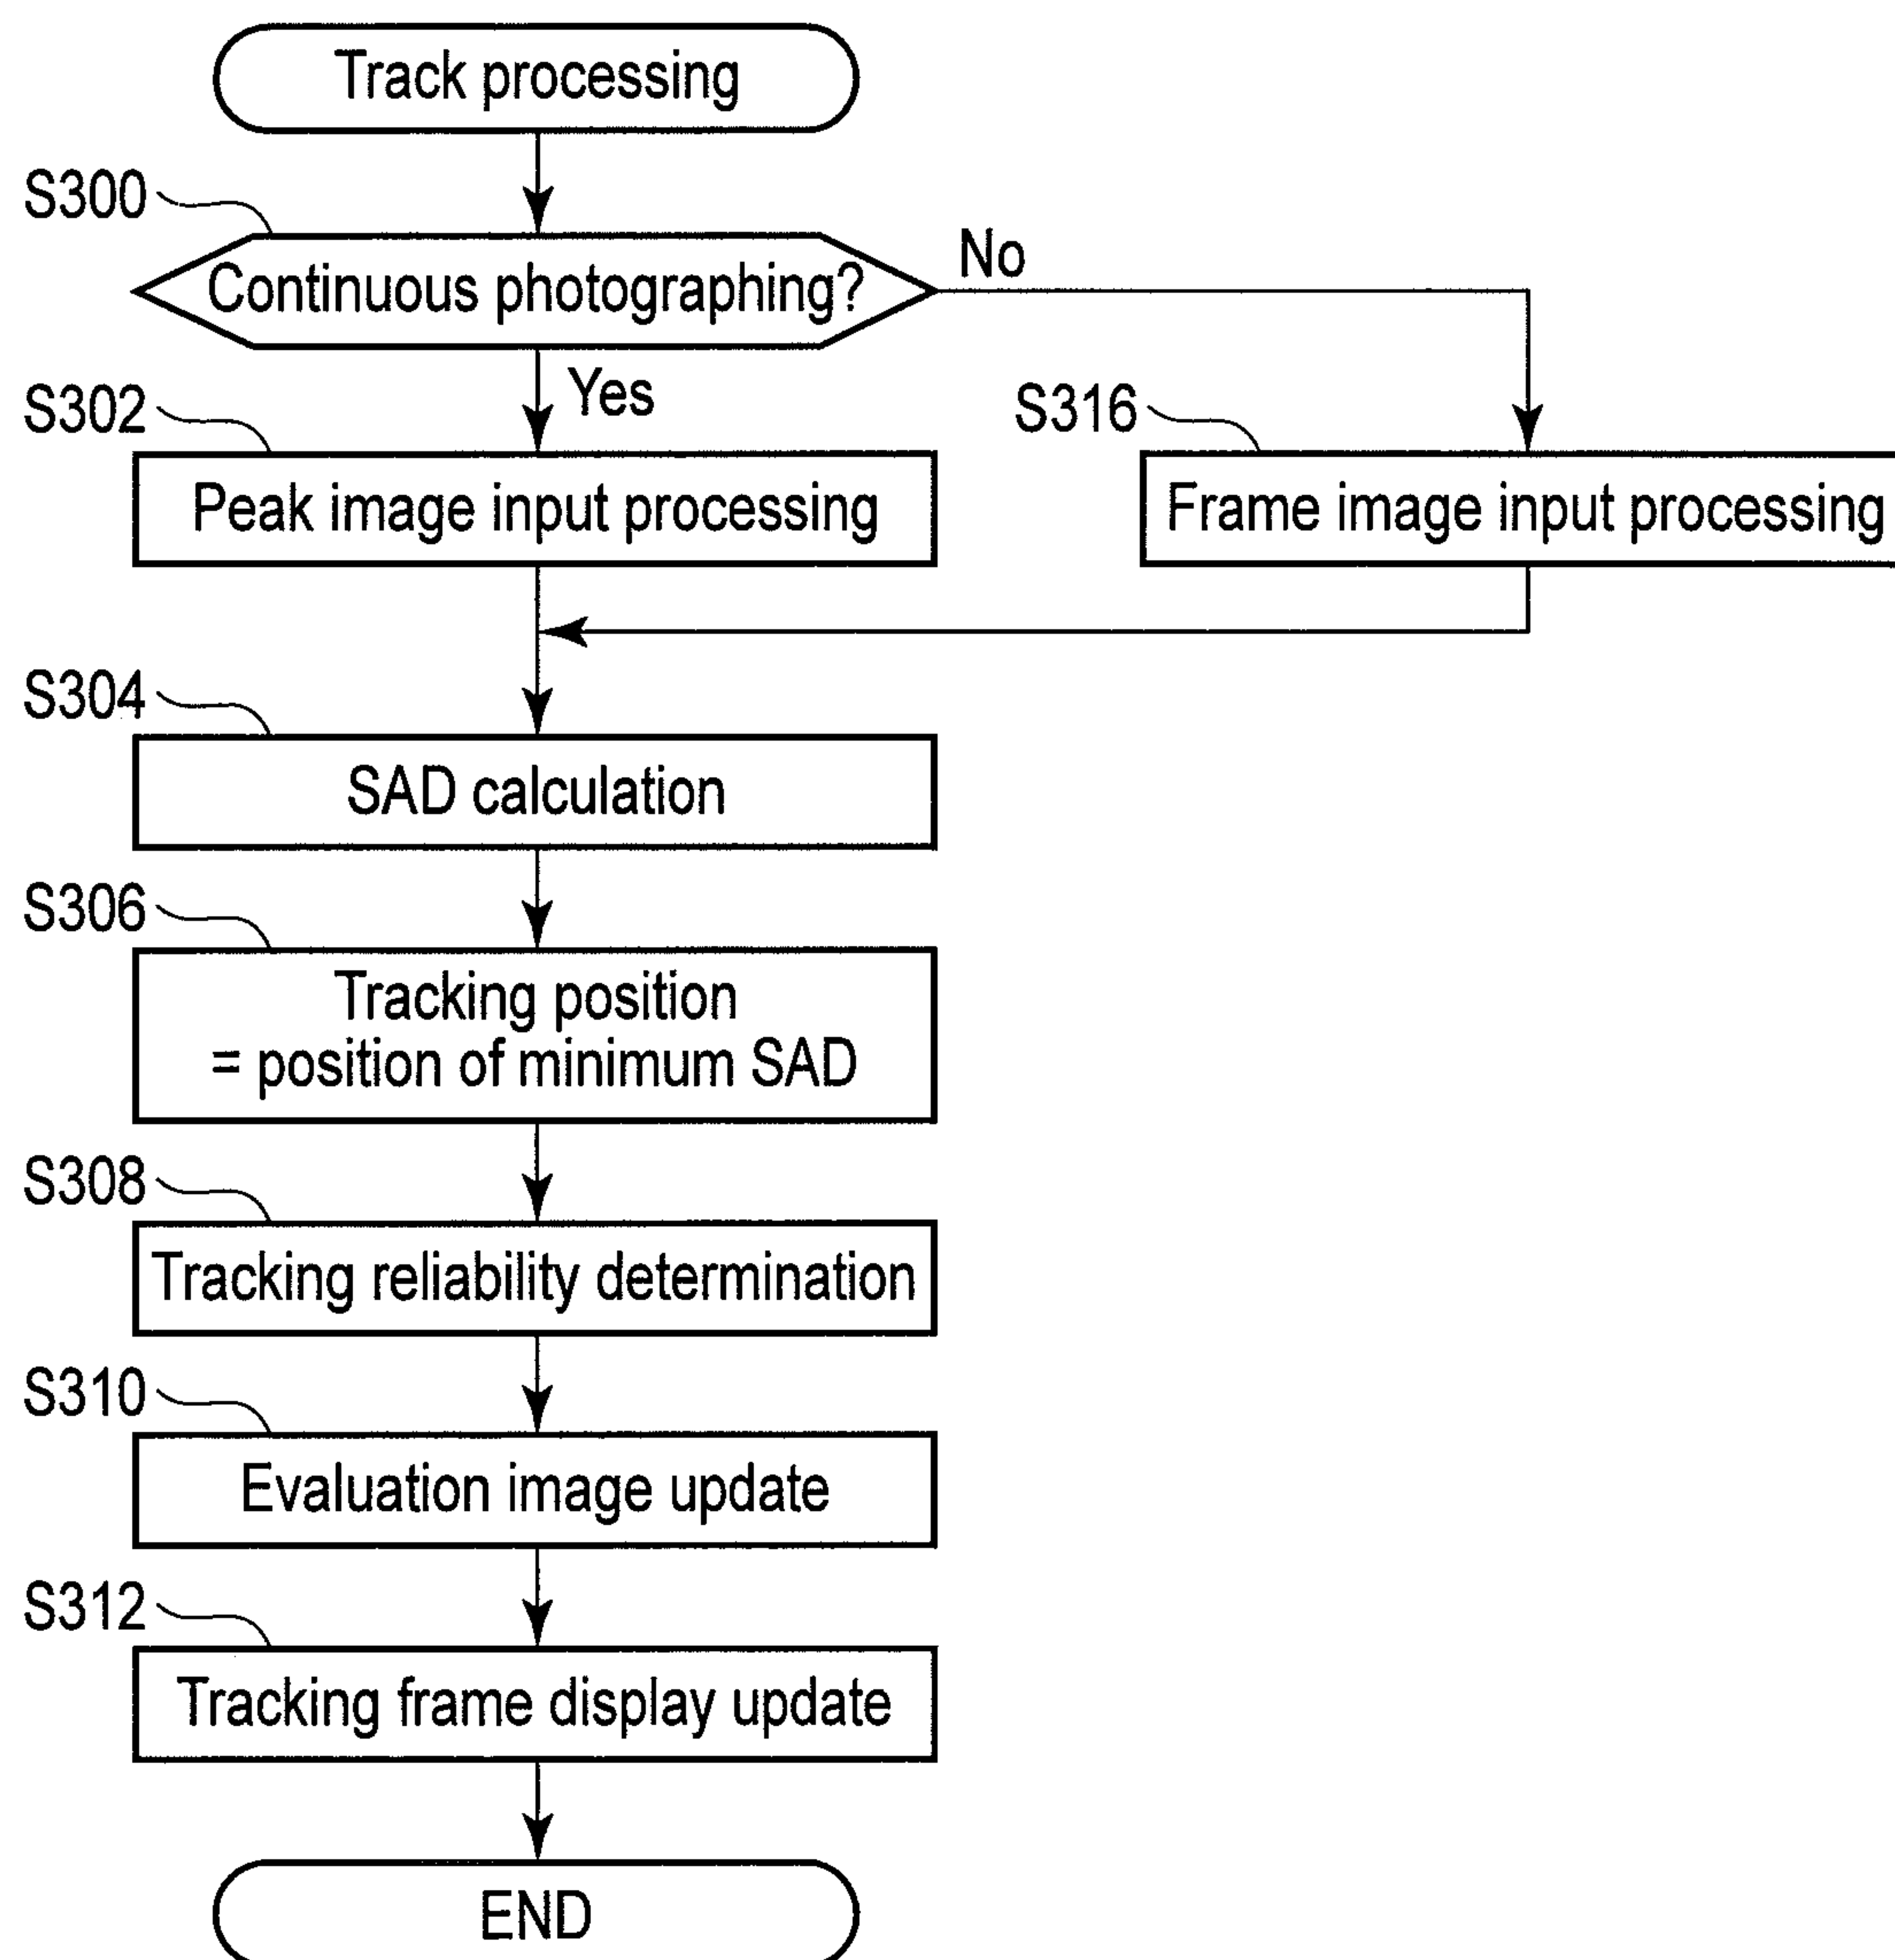 Track processing
S300
Continuous photographing?
No
Yes
S302
Peak image input processing
S316
Frame image input processing
S304
SAD calculation
S306
Tracking position
= position of minimum SAD
S308
Tracking reliability determination
S310
Evaluation image update
S312
Tracking frame display update
END